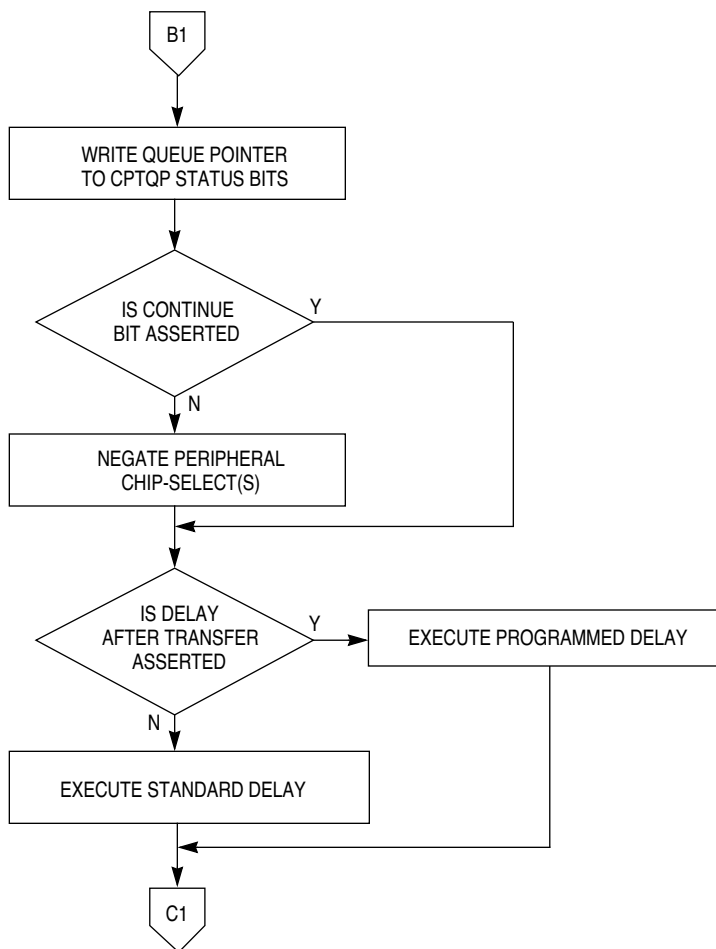 B1
WRITE QUEUE POINTER
TO CPTQP STATUS BITS
IS CONTINUE
BIT ASSERTED
Y
N
NEGATE PERIPHERAL
CHIP-SELECT(S)
IS DELAY
AFTER TRANSFER
ASSERTED
Y
EXECUTE PROGRAMMED DELAY
N
EXECUTE STANDARD DELAY
C1